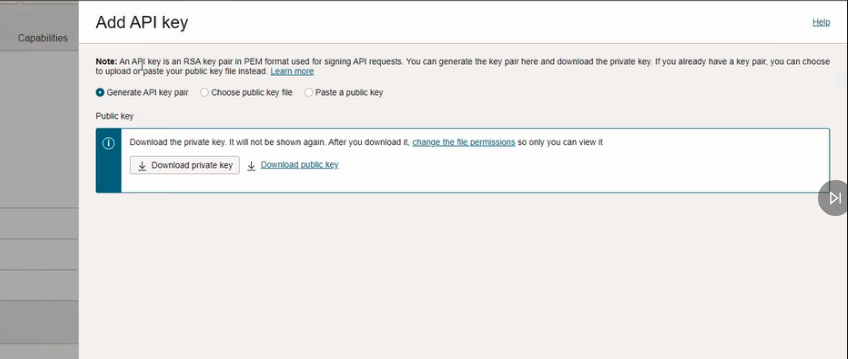 Add API key
Help
Capabilities
Note: An API key is an RSA key pair in PEM format used for signing API requests. You can generate the key pair here and download the private key. If you already have a key pair, you can choose
to upload or paste your public key file instead. Learn more
Generate API key pair Choose public key file Paste a public key
Public key
Download the private key. It will not be shown again. After you download it, change the file permissions so only you can view it
Download private key Download public key